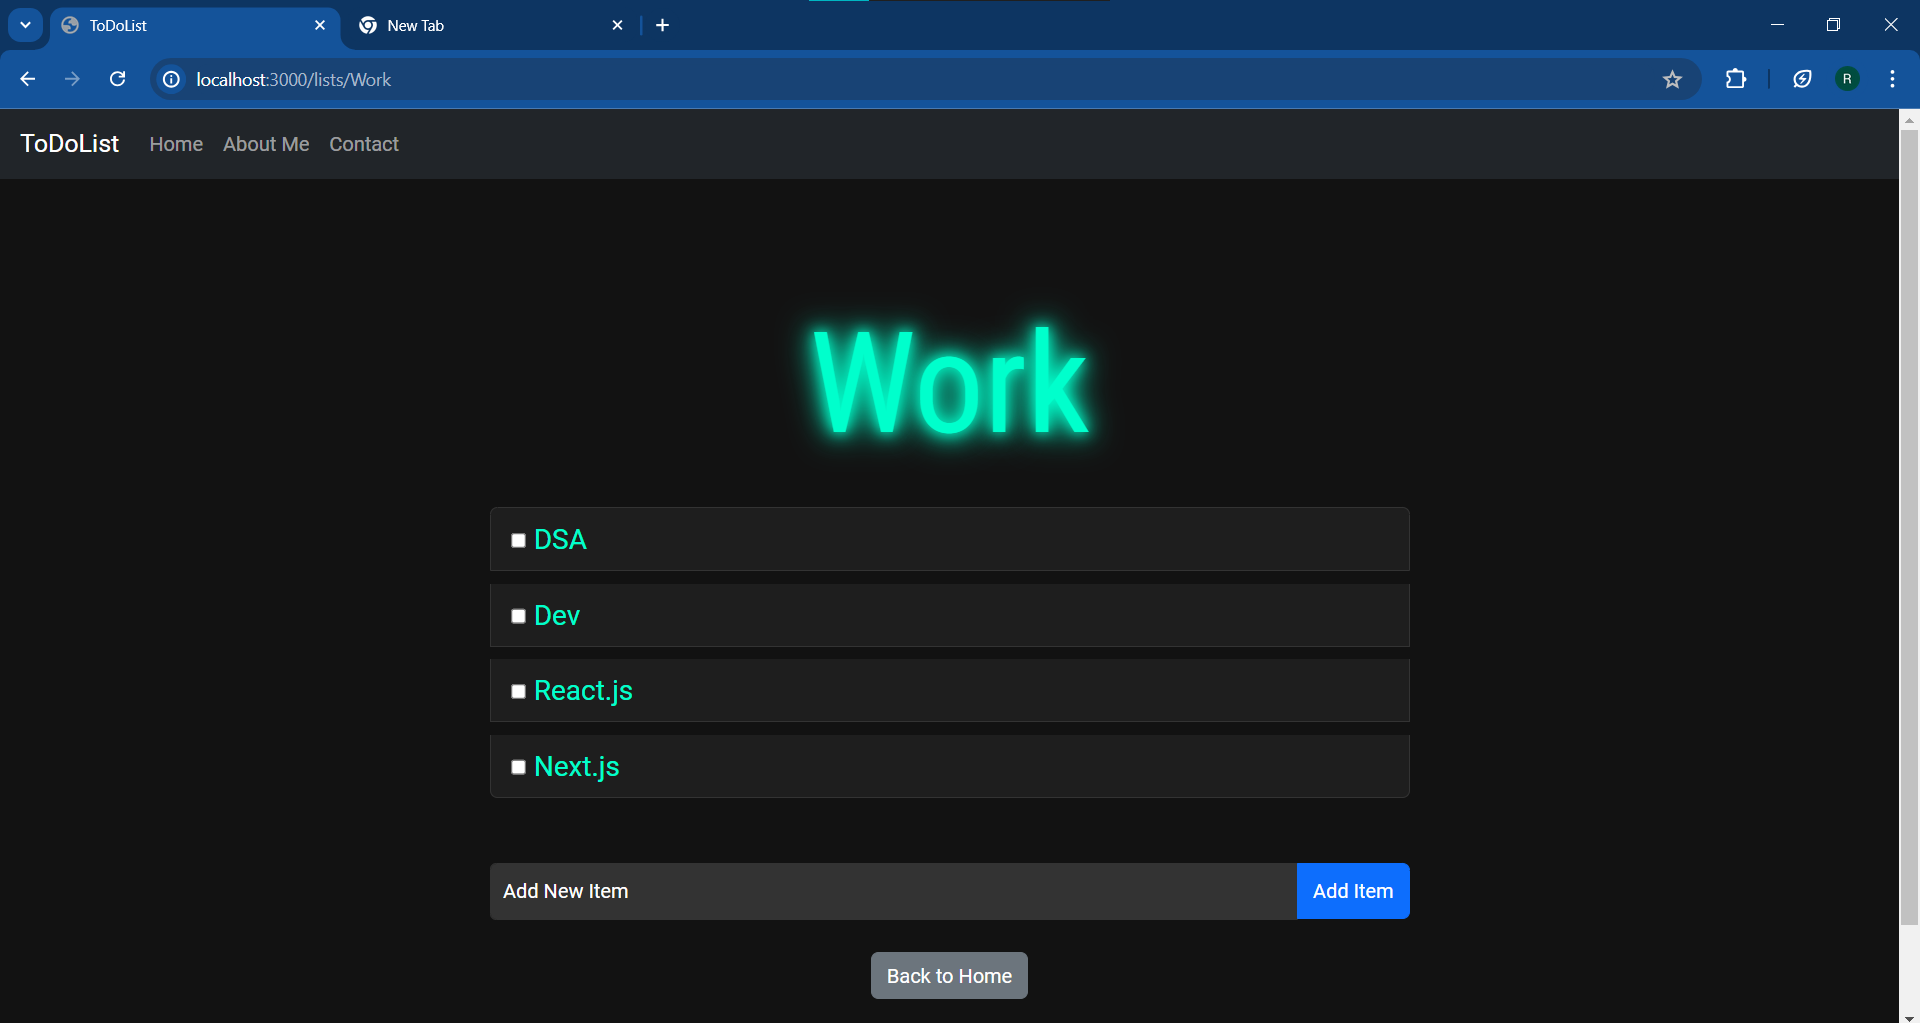 ToDoList
New Tab
localhost:3000/lists/Work
R
ToDoList Home About Me Contact
Work
DSA
Dev
React.js
Next.js
Add New Item Add Item
Back to Home